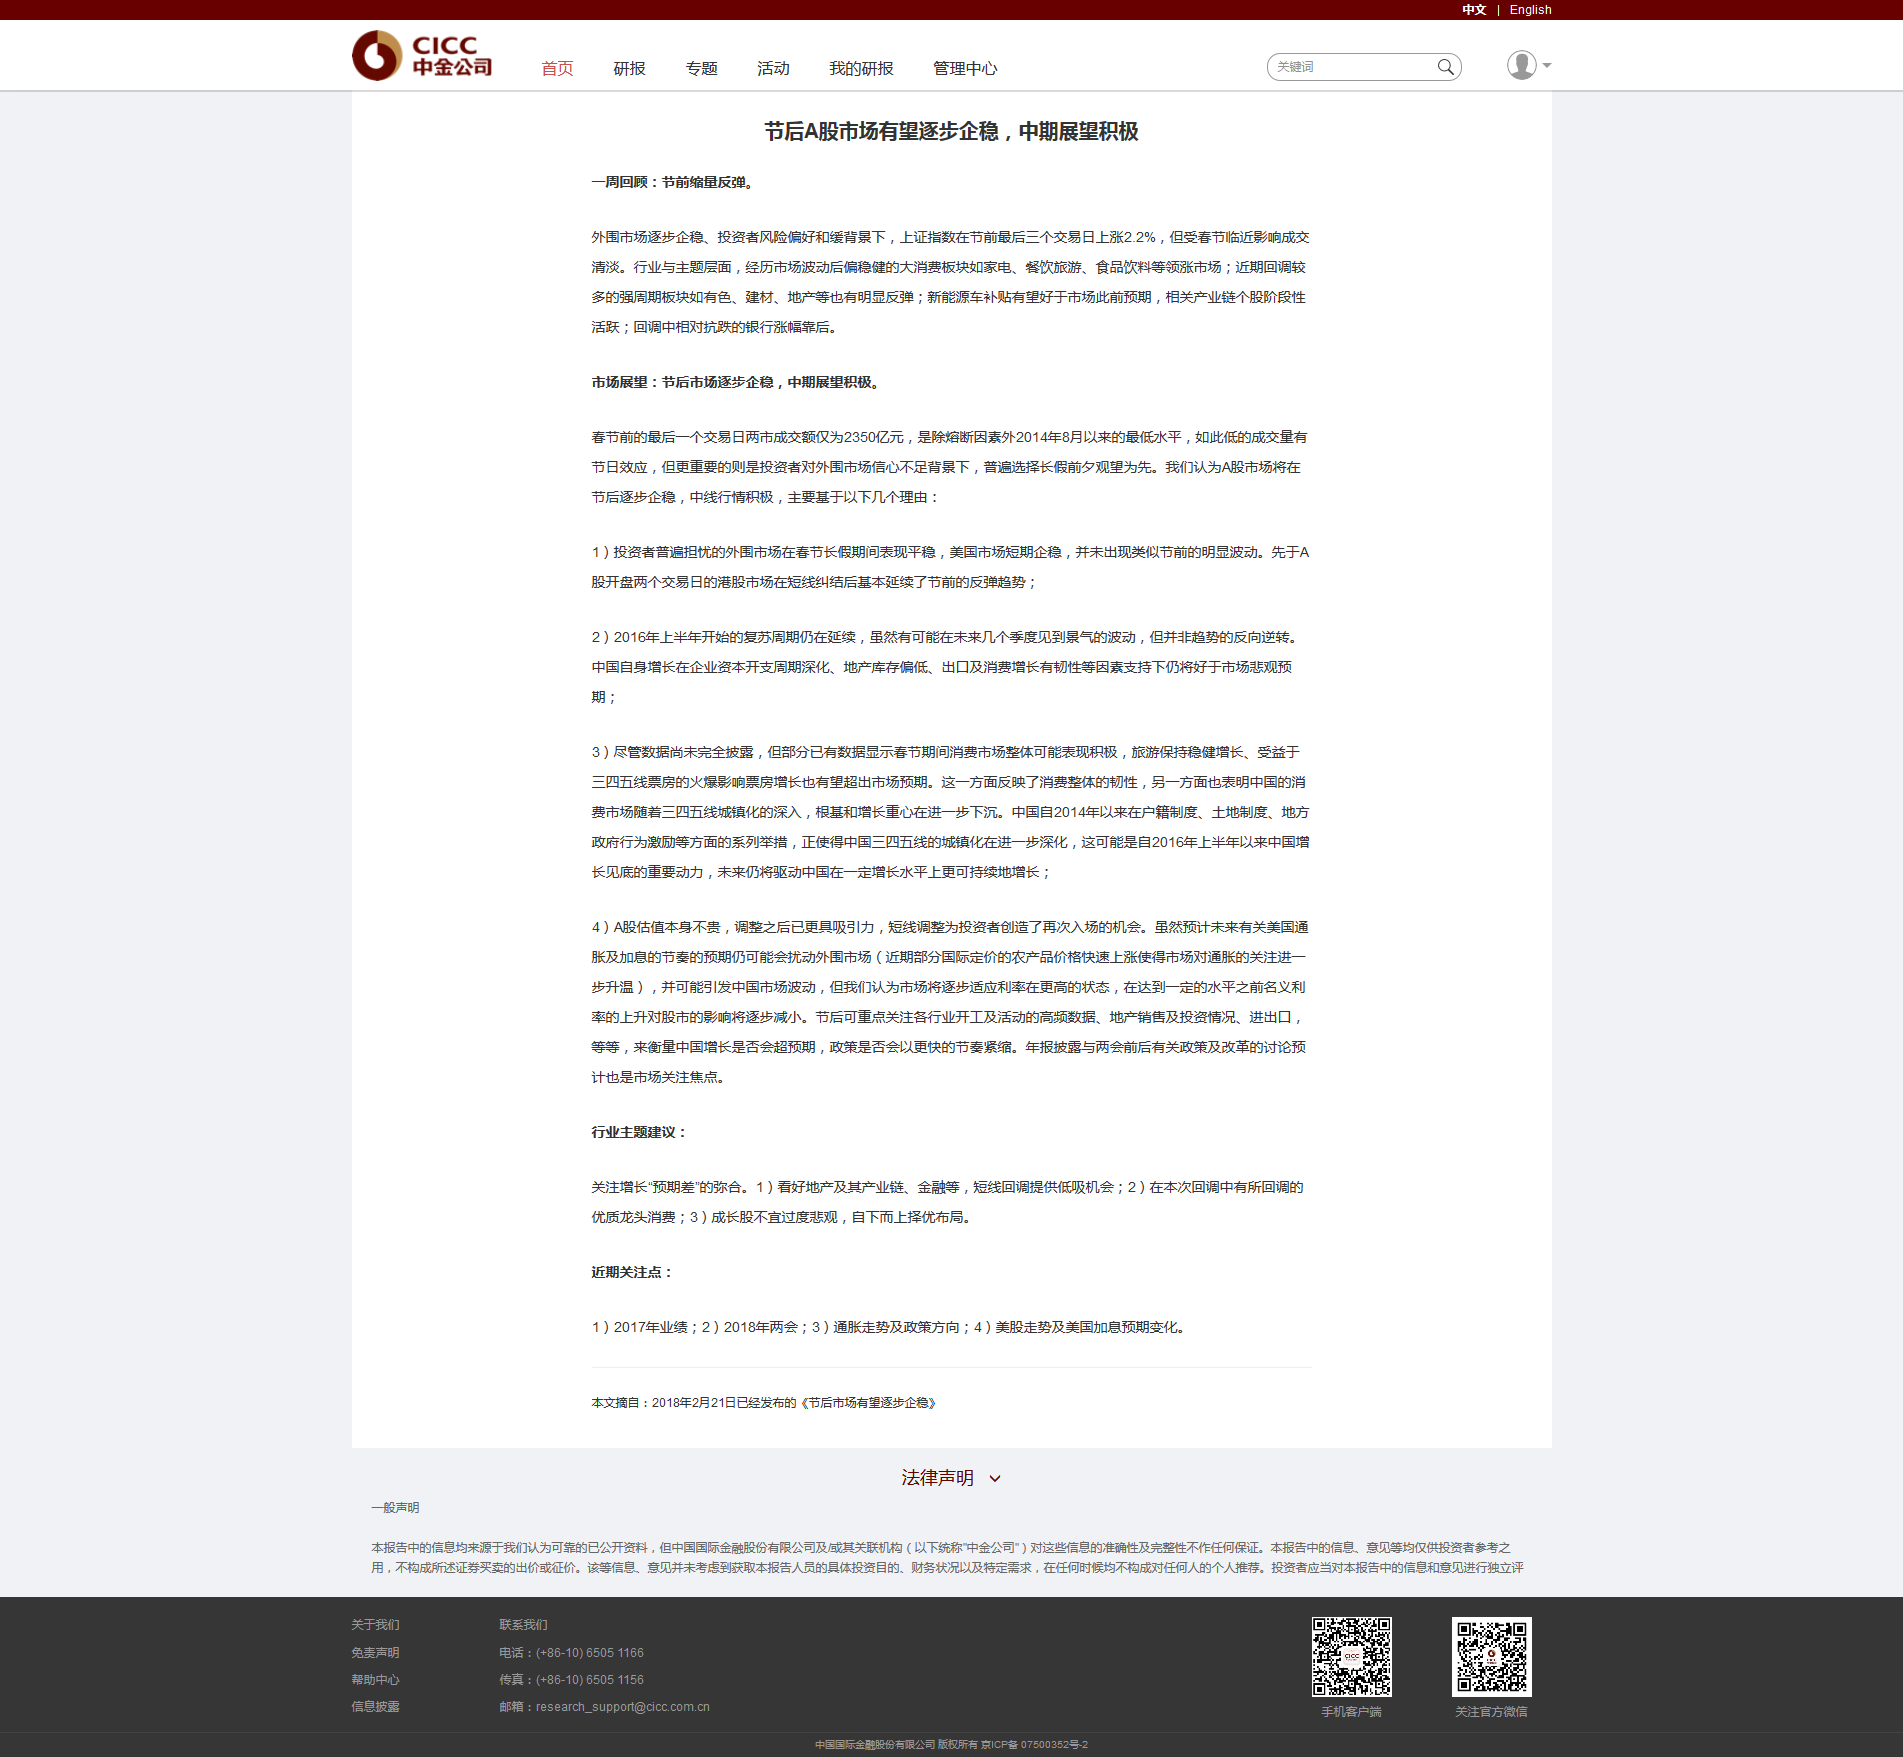 中文 | English
CICC
中金公司
首页 研报 专题 活动 我的研报 管理中心
关键词
节后A股市场有望逐步企稳，中期展望积极
一周回顾：节前缩量反弹。
外围市场逐步企稳、投资者风险偏好和缓背景下，上证指数在节前最后三个交易日上涨2.2%，但受春节临近影响成交
清淡。行业与主题层面，经历市场波动后偏稳健的大消费板块如家电、餐饮旅游、食品饮料等领涨市场；近期回调较
多的强周期板块如有色、建材、地产等也有明显反弹；新能源车补贴有望好于市场此前预期，相关产业链个股阶段性
活跃；回调中相对抗跌的银行涨幅靠后。
市场展望：节后市场逐步企稳，中期展望积极。
春节前的最后一个交易日两市成交额仅为2350亿元，是除熔断因素外2014年8月以来的最低水平，如此低的成交量有
节日效应，但更重要的则是投资者对外围市场信心不足背景下，普遍选择长假前夕观望为先。我们认为A股市场将在
节后逐步企稳，中线行情积极，主要基于以下几个理由：
1）投资者普遍担忧的外围市场在春节长假期间表现平稳，美国市场短期企稳，并未出现类似节前的明显波动。先于A
股开盘两个交易日的港股市场在短线纠结后基本延续了节前的反弹趋势；
2）2016年上半年开始的复苏周期仍在延续，虽然有可能在未来几个季度见到景气的波动，但并非趋势的反向逆转。
中国自身增长在企业资本开支周期深化、地产库存偏低、出口及消费增长有韧性等因素支持下仍将好于市场悲观预
期；
3）尽管数据尚未完全披露，但部分已有数据显示春节期间消费市场整体可能表现积极，旅游保持稳健增长、受益于
三四五线票房的火爆影响票房增长也有望超出市场预期。这一方面反映了消费整体的韧性，另一方面也表明中国的消
费市场随着三四五线城镇化的深入，根基和增长重心在进一步下沉。中国自2014年以来在户籍制度、土地制度、地方
政府行为激励等方面的系列举措，正使得中国三四五线的城镇化在进一步深化，这可能是自2016年上半年以来中国增
长见底的重要动力，未来仍将驱动中国在一定增长水平上更可持续地增长；
4）A股估值本身不贵，调整之后已更具吸引力，短线调整为投资者创造了再次入场的机会。虽然预计未来有关美国通
胀及加息的节奏的预期仍可能会扰动外围市场（近期部分国际定价的农产品价格快速上涨使得市场对通胀的关注进一
步升温），并可能引发中国市场波动，但我们认为市场将逐步适应利率在更高的状态，在达到一定的水平之前名义利
率的上升对股市的影响将逐步减小。节后可重点关注各行业开工及活动的高频数据、地产销售及投资情况、进出口，
等等，来衡量中国增长是否会超预期，政策是否会以更快的节奏紧缩。年报披露与两会前后有关政策及改革的讨论预
计也是市场关注焦点。
行业主题建议：
关注增长“预期差”的弥合。1）看好地产及其产业链、金融等，短线回调提供低吸机会；2）在本次回调中有所回调的
优质龙头消费；3）成长股不宜过度悲观，自下而上择优布局。
近期关注点：
1）2017年业绩；2）2018年两会；3）通胀走势及政策方向；4）美股走势及美国加息预期变化。
本文摘自：2018年2月21日已经发布的《节后市场有望逐步企稳》
法律声明
一般声明
本报告中的信息均来源于我们认为可靠的已公开资料，但中国国际金融股份有限公司及/或其关联机构（以下统称“中金公司”）对这些信息的准确性及完整性不作任何保证。本报告中的信息、意见等均仅供投资者参考之
用，不构成所述证券买卖的出价或征价。该等信息、意见并未考虑到获取本报告人员的具体投资目的、财务状况以及特定需求，在任何时候均不构成对任何人的个人推荐。投资者应当对本报告中的信息和意见进行独立评
关于我们
免责声明
帮助中心
信息披露
联系我们
电话：(+86-10) 6505 1166
传真：(+86-10) 6505 1156
邮箱：research_support@cicc.com.cn
手机客户端
关注官方微信
中国国际金融股份有限公司 版权所有 京ICP备 07500352号-2